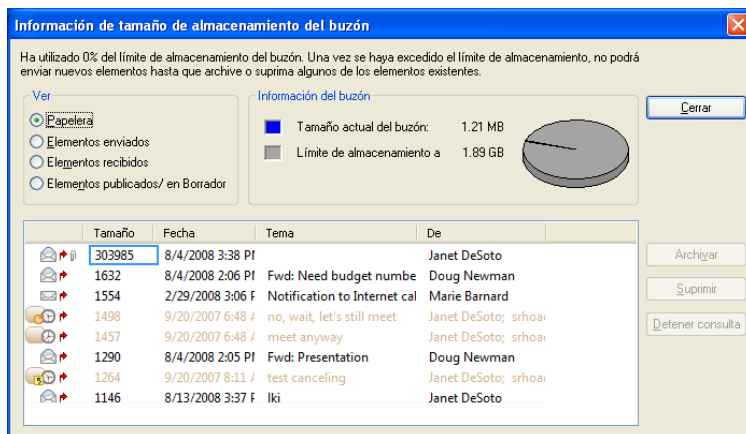 Información de tamaño de almacenamiento del buzón
Ha utilizado 0% del límite de almacenamiento del buzón. Una vez se haya excedido el límite de almacenamiento, no podrá
enviar nuevos elementos hasta que archive o suprima algunos de los elementos existentes.
Ver
Papelera
Elementos enviados
Elementos recibidos
Elementos publicados/ en Borrador
Información del buzón
Tamaño actual del buzón: 1.21 MB
Límite de almacenamiento a 1.89 GB
Cerrar
Tamaño Fecha Tema De
303985 8/4/2008 3:38 PM Janet DeSoto
1632 8/4/2008 2:06 PM Fwd: Need budget numbe Doug Newman
1554 2/29/2008 3:06 F Notification to Internet cal Marie Barnard
1498 9/20/2007 6:48 A no, wait, let's still meet Janet DeSoto; srhoad
1457 9/20/2007 6:48 A meet anyway Janet DeSoto; srhoad
1290 8/4/2008 2:05 PM Fwd: Presentation Doug Newman
1264 9/20/2007 8:11 A test canceling Janet DeSoto; srhoad
1146 8/13/2008 3:37 F Iki Janet DeSoto
Archivar
Suprimir
Detener consulta